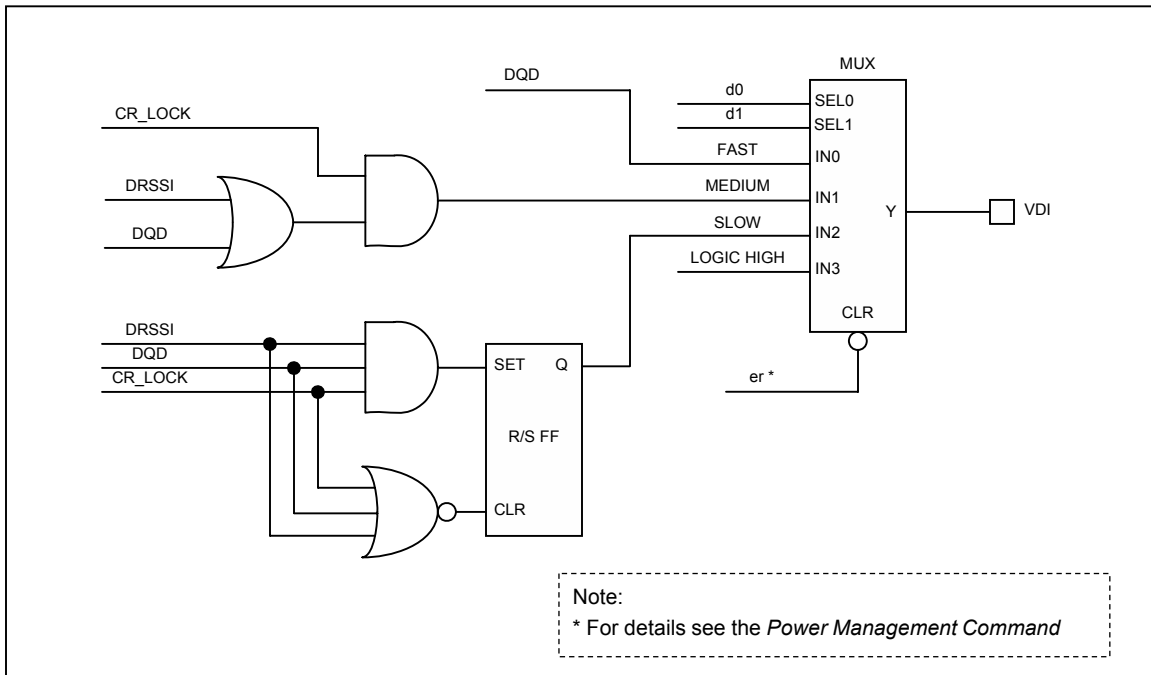 MUX
DQD
d0
SEL0
CR_LOCK
d1
SEL1
FAST
IN0
DRSSI
MEDIUM
IN1
Y
VDI
DQD
SLOW
IN2
LOGIC HIGH
IN3
CLR
DRSSI
DQD
SET
Q
CR_LOCK
er *
R/S FF
CLR
Note:
* For details see the Power Management Command